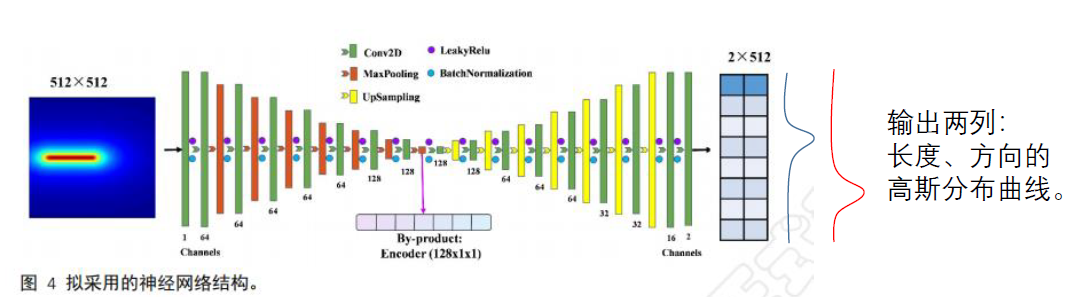 512×512
Conv2D
MaxPooling
UpSampling
LeakyRelu
BatchNormalization
2×512
1 64 64 64 64 64 128 128 128 128 64 64 64 32 32 16 2
Channels
Channels
By-product:
Encoder (128x1x1)
输出两列:
长度、方向的
高斯分布曲线。
图 4 拟采用的神经网络结构。